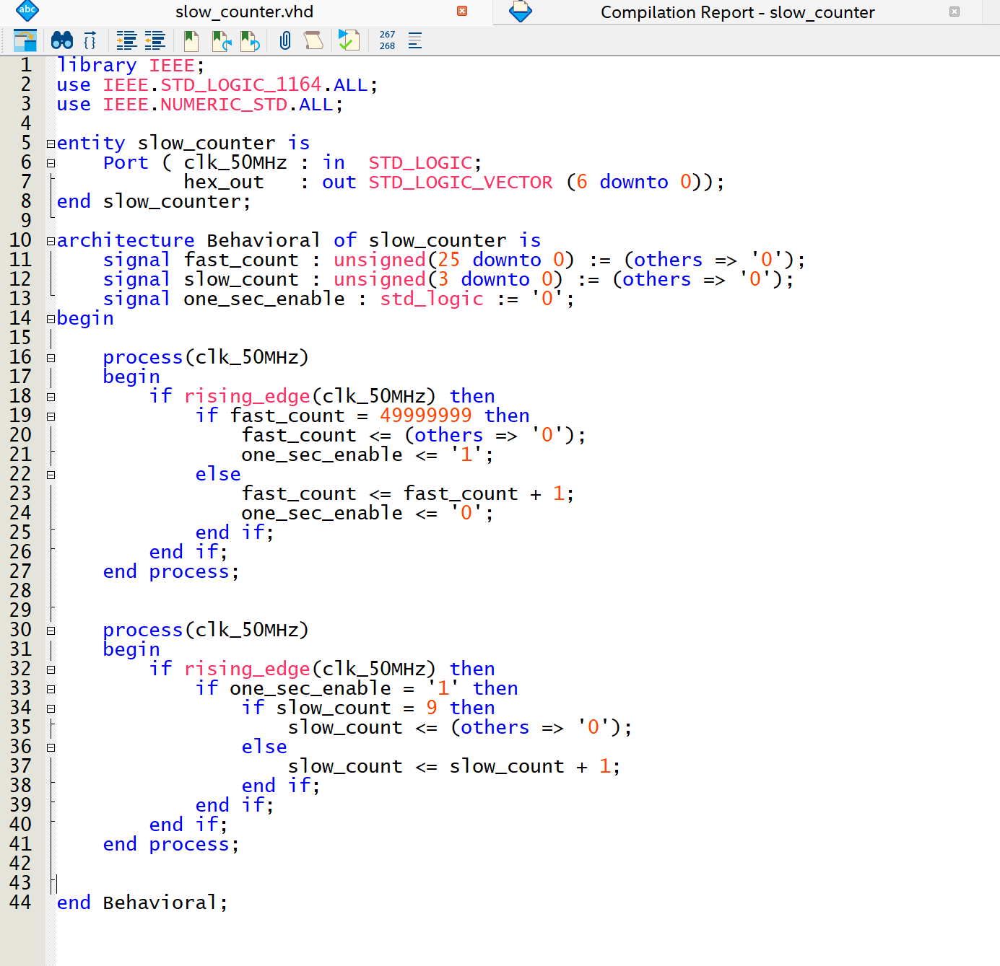 abc slow_counter.vhd Compilation Report - slow_counter
267
268
1 library IEEE;
2 use IEEE.STD_LOGIC_1164.ALL;
3 use IEEE.NUMERIC_STD.ALL;
4
5 entity slow_counter is
6     Port ( clk_50MHz : in  STD_LOGIC;
7            hex_out   : out STD_LOGIC_VECTOR (6 downto 0));
8 end slow_counter;
9
10 architecture Behavioral of slow_counter is
11     signal fast_count : unsigned(25 downto 0) := (others => '0');
12     signal slow_count : unsigned(3 downto 0) := (others => '0');
13     signal one_sec_enable : std_logic := '0';
14 begin
15
16     process(clk_50MHz)
17     begin
18         if rising_edge(clk_50MHz) then
19             if fast_count = 49999999 then
20                 fast_count <= (others => '0');
21                 one_sec_enable <= '1';
22             else
23                 fast_count <= fast_count + 1;
24                 one_sec_enable <= '0';
25             end if;
26         end if;
27     end process;
28
29
30     process(clk_50MHz)
31     begin
32         if rising_edge(clk_50MHz) then
33             if one_sec_enable = '1' then
34                 if slow_count = 9 then
35                     slow_count <= (others => '0');
36                 else
37                     slow_count <= slow_count + 1;
38                 end if;
39             end if;
40         end if;
41     end process;
42
43
44 end Behavioral;